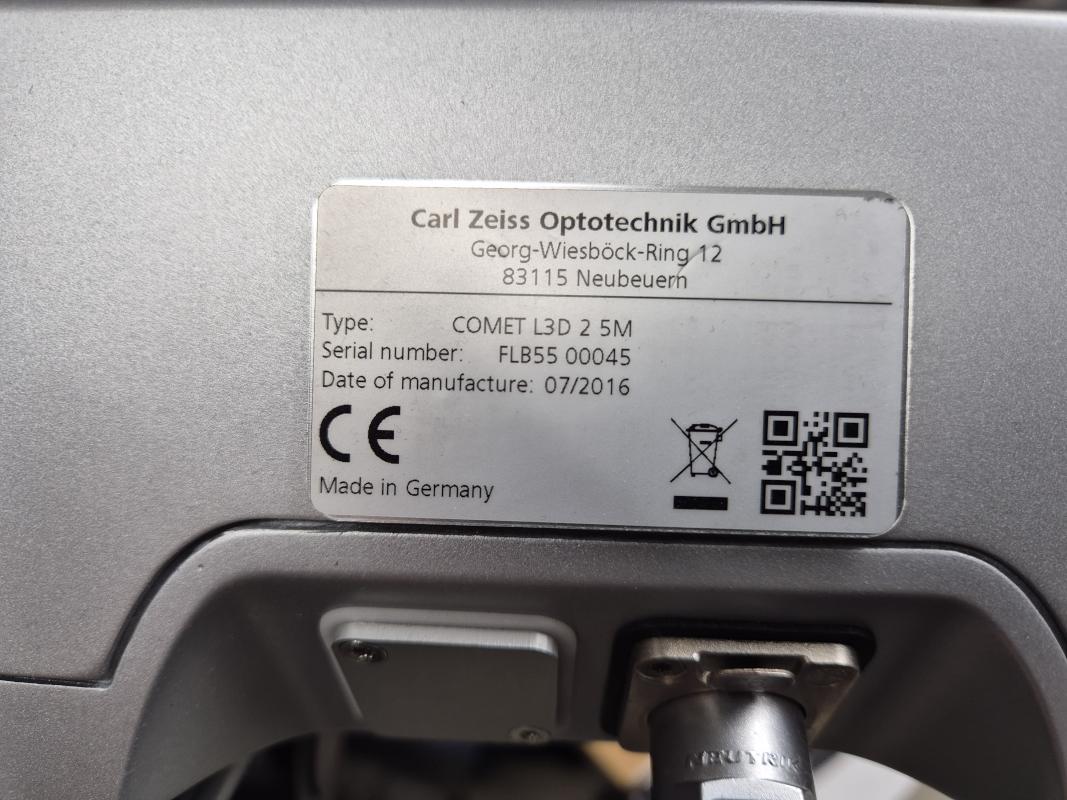 Carl Zeiss Optotechnik GmbH
Georg-Wiesböck-Ring 12
83115 Neubeuern
Type: COMET L3D 2 5M
Serial number: FLB55 00045
Date of manufacture: 07/2016
CE
Made in Germany
NEUTRIK